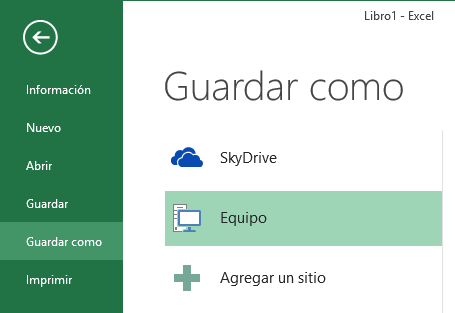 Libro1 - Excel
Información
Nuevo
Abrir
Guardar
Guardar como
Imprimir
Guardar como
SkyDrive
Equipo
Agregar un sitio